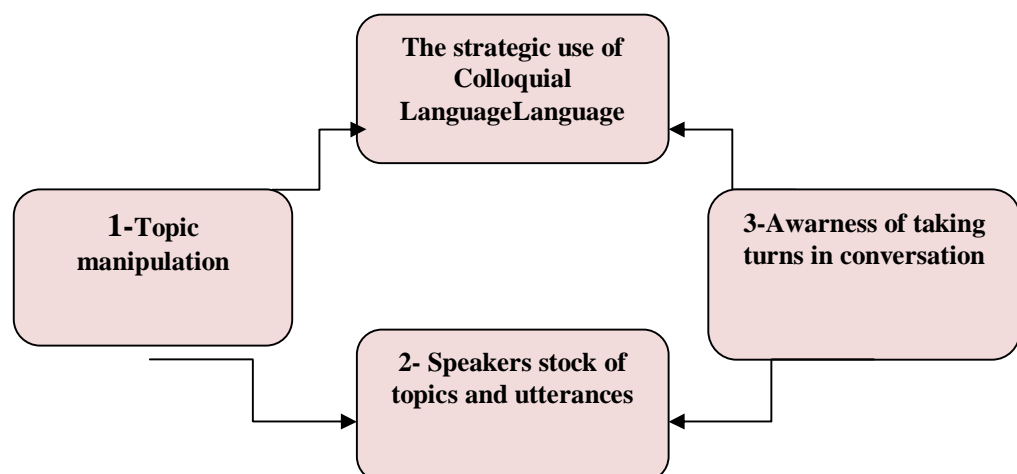 The strategic use of
Colloquial
LanguageLanguage
1-Topic
manipulation
3-Awarness of taking
turns in conversation
2- Speakers stock of
topics and utterances